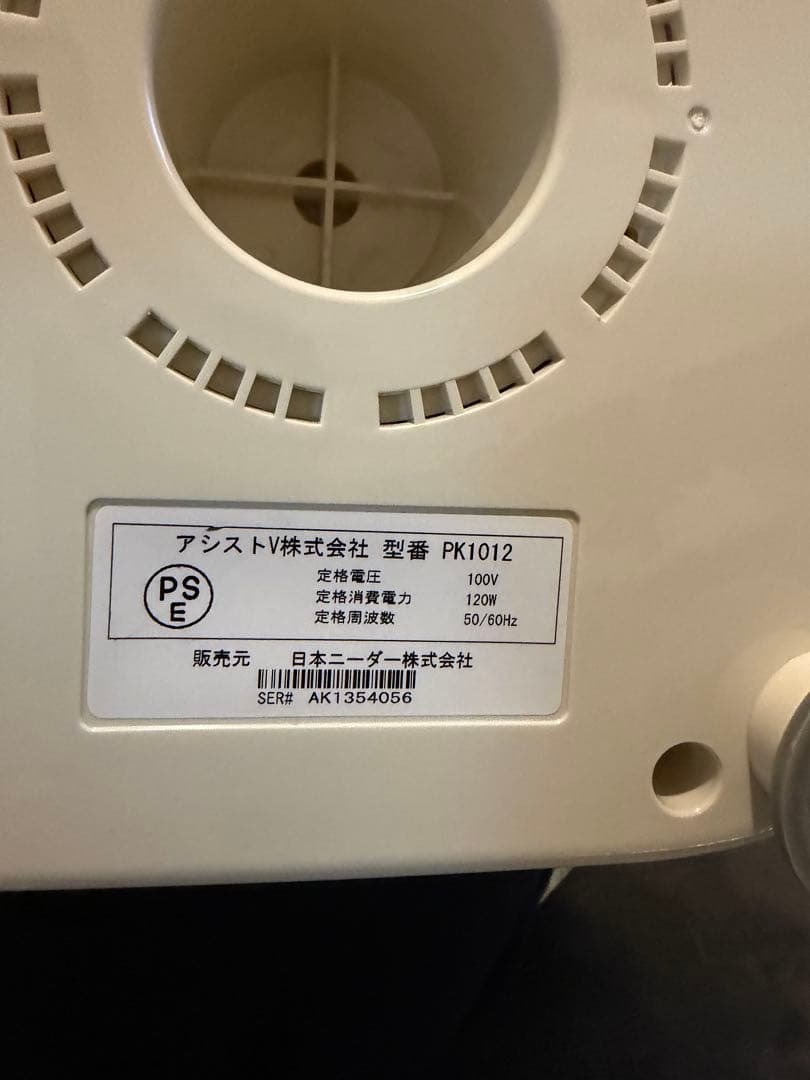 アシストV株式会社 型番 PK1012
PS
E
定格電圧 100V
定格消費電力 120W
定格周波数 50/60Hz
販売元 日本ニーダー株式会社
SER# AK1354056